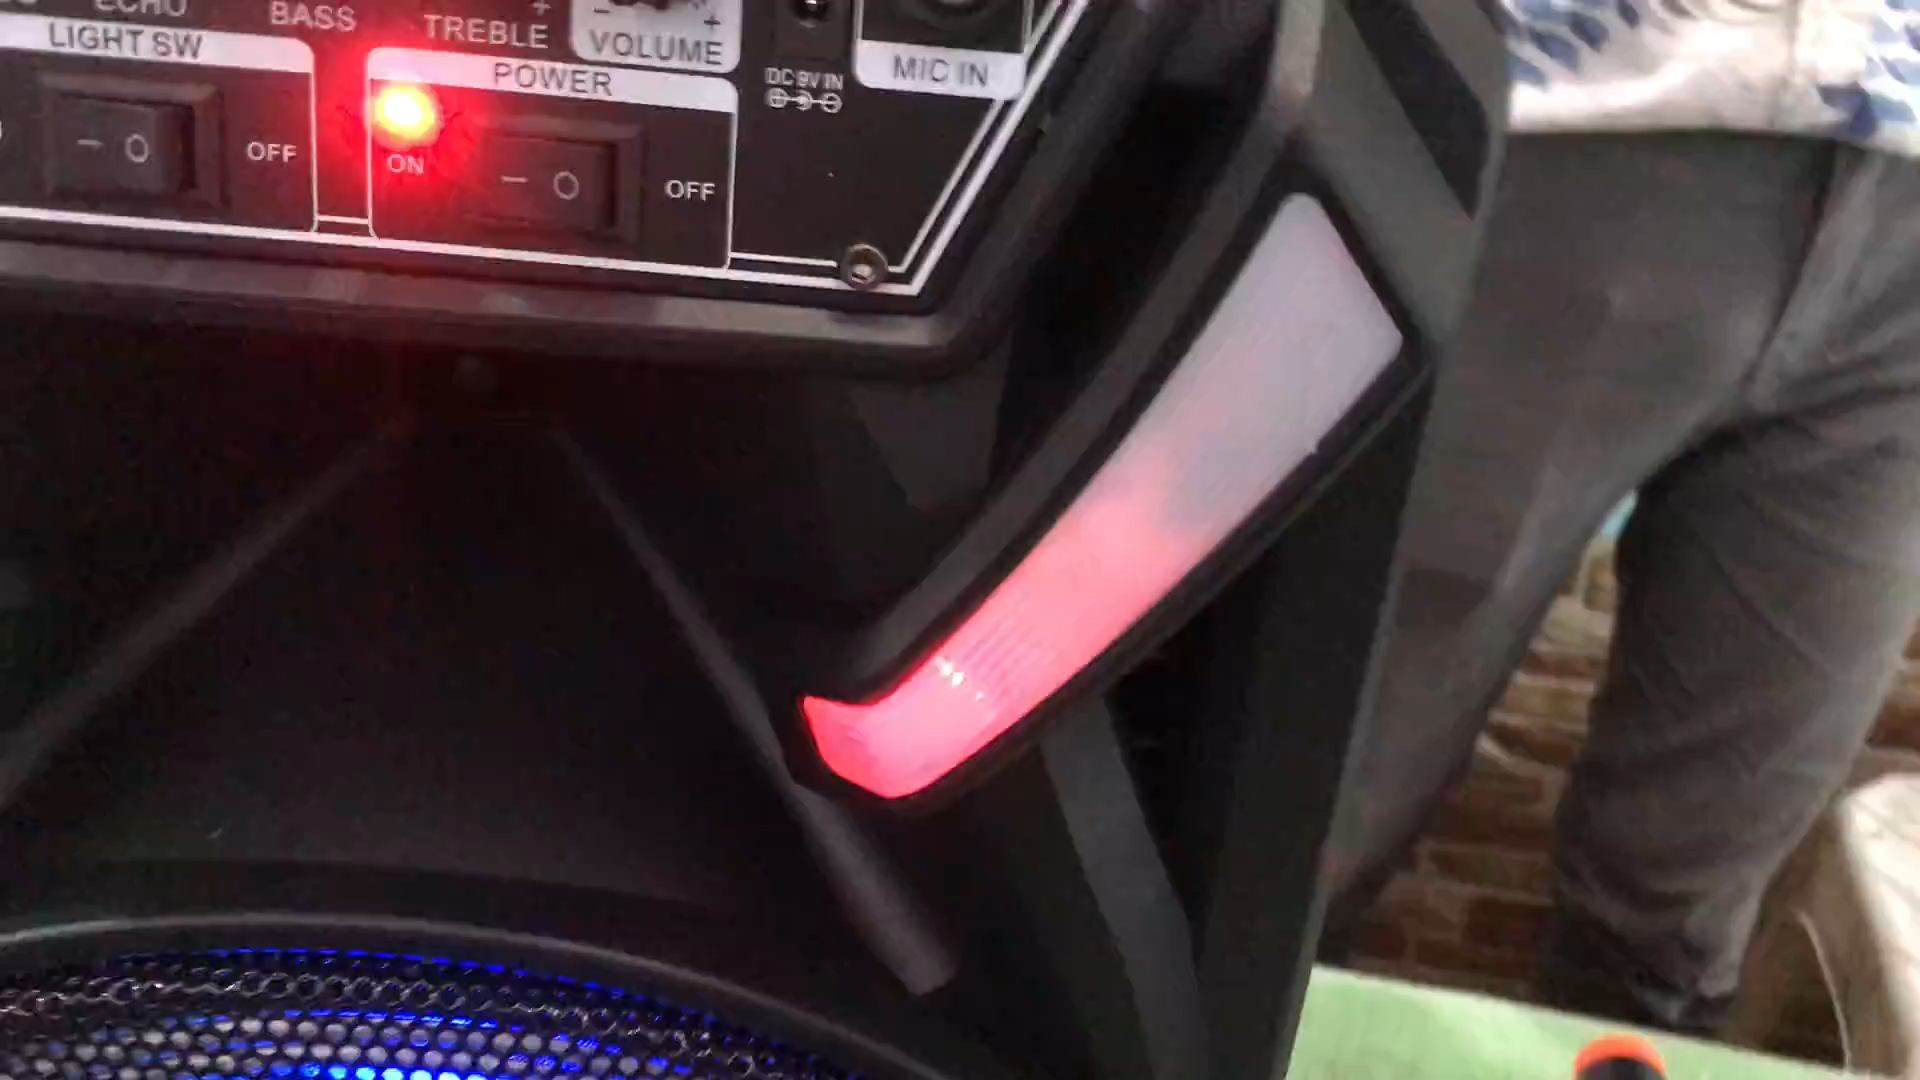 ECHO
BASS
TREBLE
+
- VOLUME +
LIGHT SW
POWER
DC 9V IN
MIC IN
– O
OFF
ON
– O
OFF